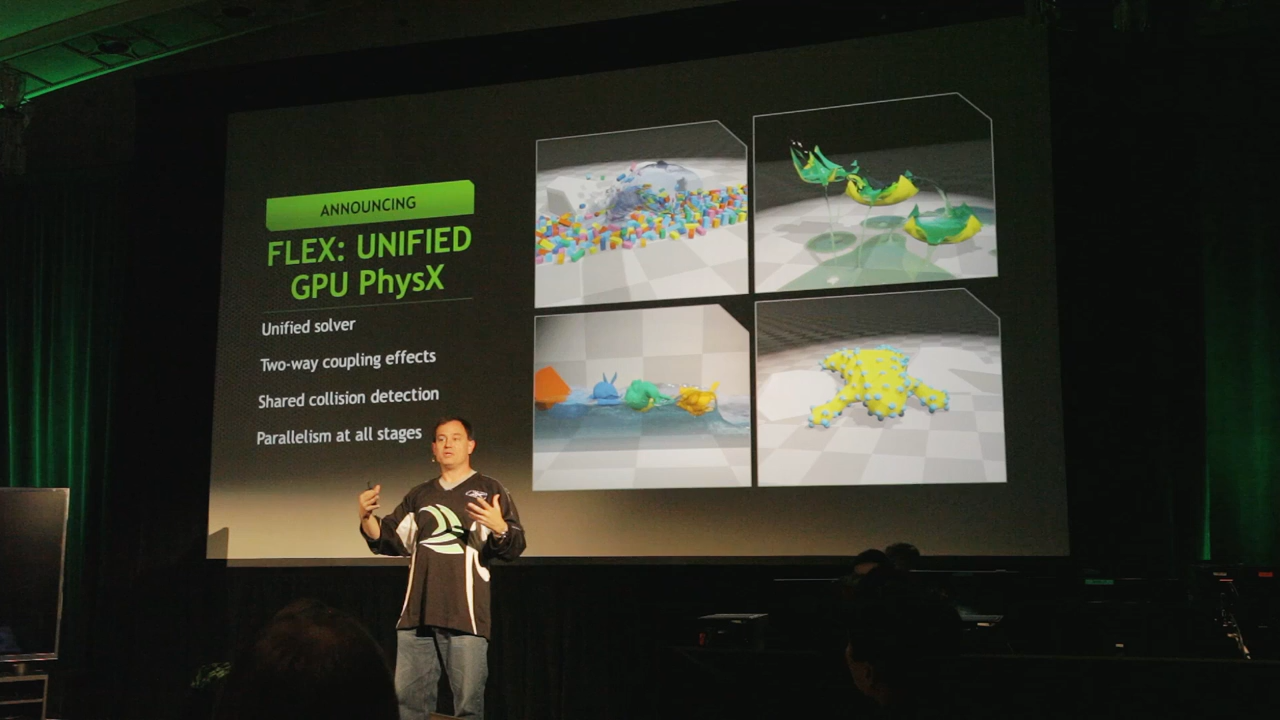 ANNOUNCING
FLEX: UNIFIED
GPU PhysX
Unified solver
Two-way coupling effects
Shared collision detection
Parallelism at all stages